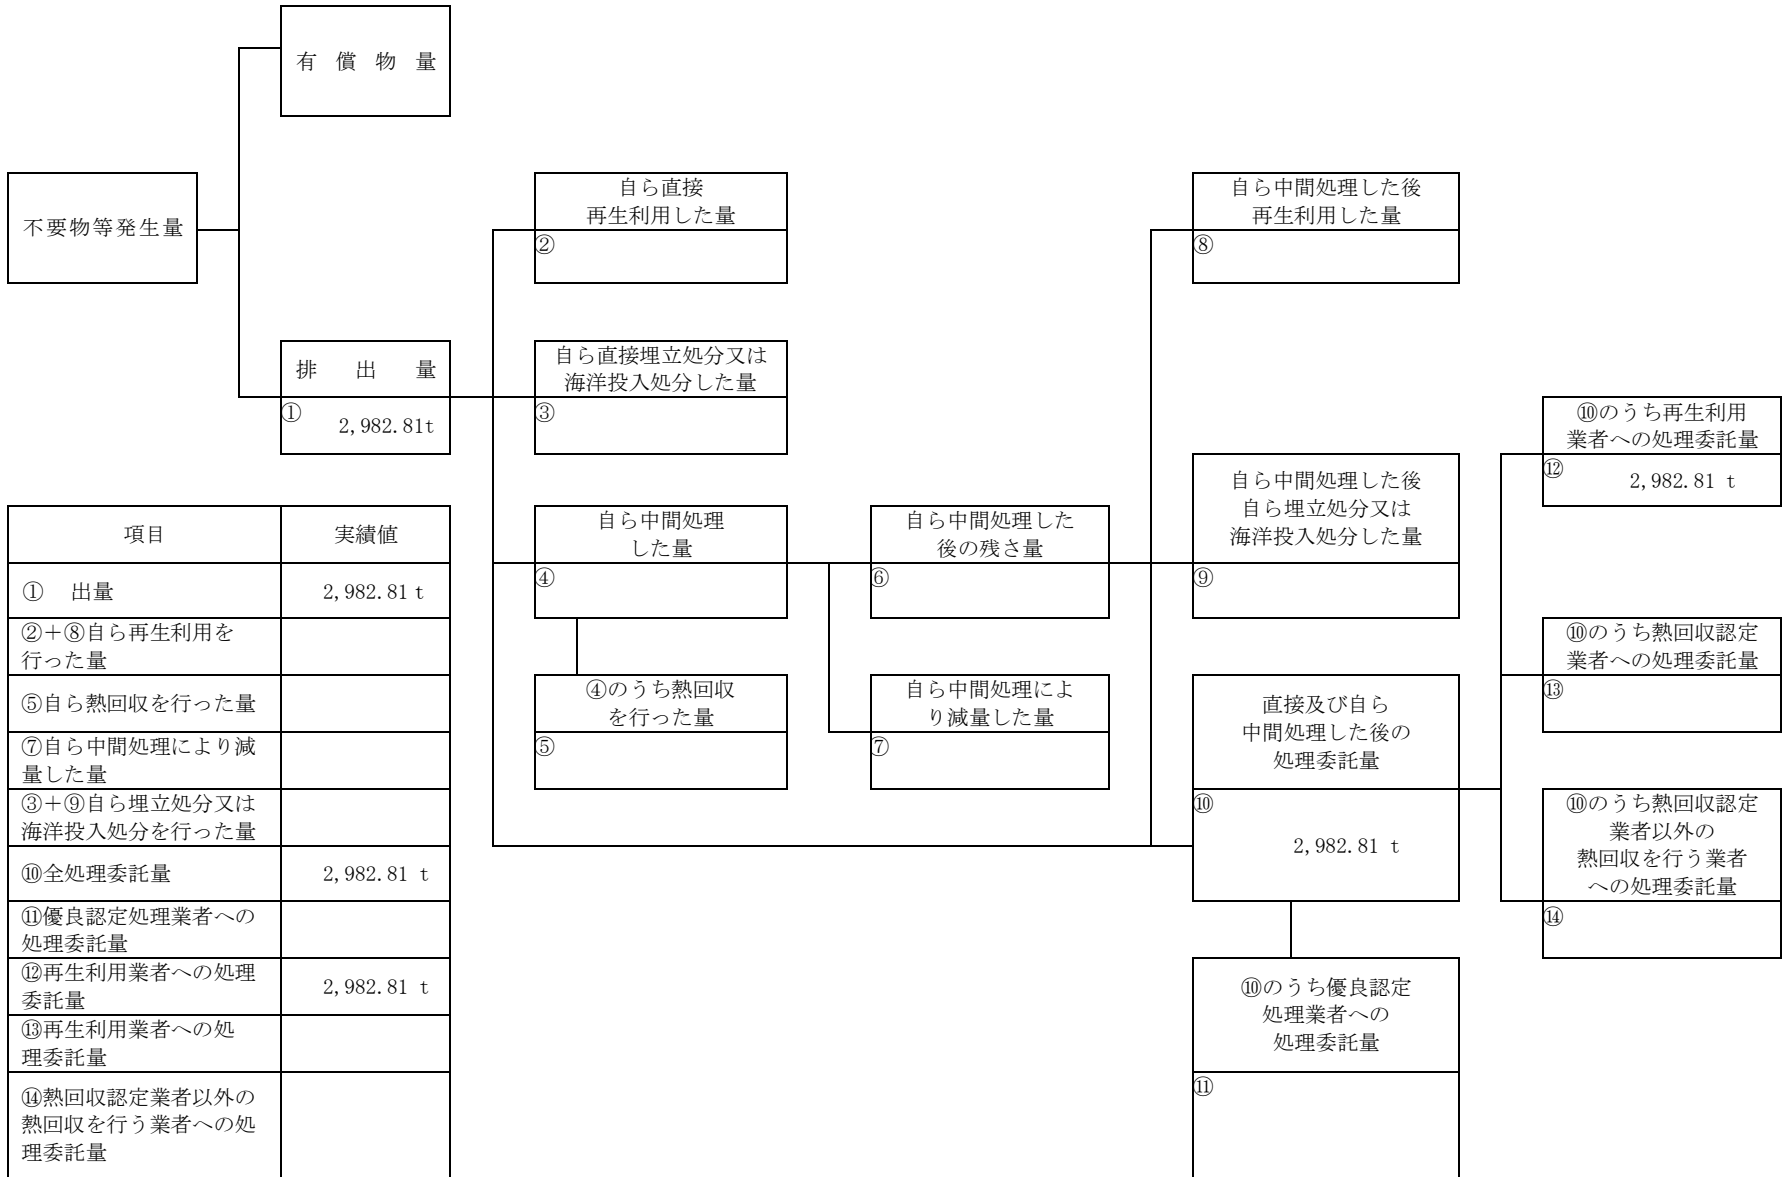 有 償 物 量
不要物等発生量
自ら直接
再生利用した量
②
自ら中間処理した後
再生利用した量
⑧
排 出 量
① 2,982.81t
自ら直接埋立処分又は
海洋投入処分した量
③
⑩のうち再生利用
業者への処理委託量
⑫ 2,982.81 t
自ら中間処理
した量
④
自ら中間処理した
後の残さ量
⑥
自ら中間処理した後
自ら埋立処分又は
海洋投入処分した量
⑨
⑩のうち熱回収認定
業者への処理委託量
⑬
④のうち熱回収
を行った量
⑤
自ら中間処理によ
り減量した量
⑦
直接及び自ら
中間処理した後の
処理委託量
⑩
2,982.81 t
⑩のうち熱回収認定
業者以外の
熱回収を行う業者
への処理委託量
⑭
⑩のうち優良認定
処理業者への
処理委託量
⑪
項目 実績値
① 出量 2,982.81 t
②＋⑧自ら再生利用を
行った量
⑤自ら熱回収を行った量
⑦自ら中間処理により減
量した量
③＋⑨自ら埋立処分又は
海洋投入処分を行った量
⑩全処理委託量 2,982.81 t
⑪優良認定処理業者への
処理委託量
⑫再生利用業者への処理
委託量 2,982.81 t
⑬再生利用業者への処
理委託量
⑭熱回収認定業者以外の
熱回収を行う業者への処
理委託量